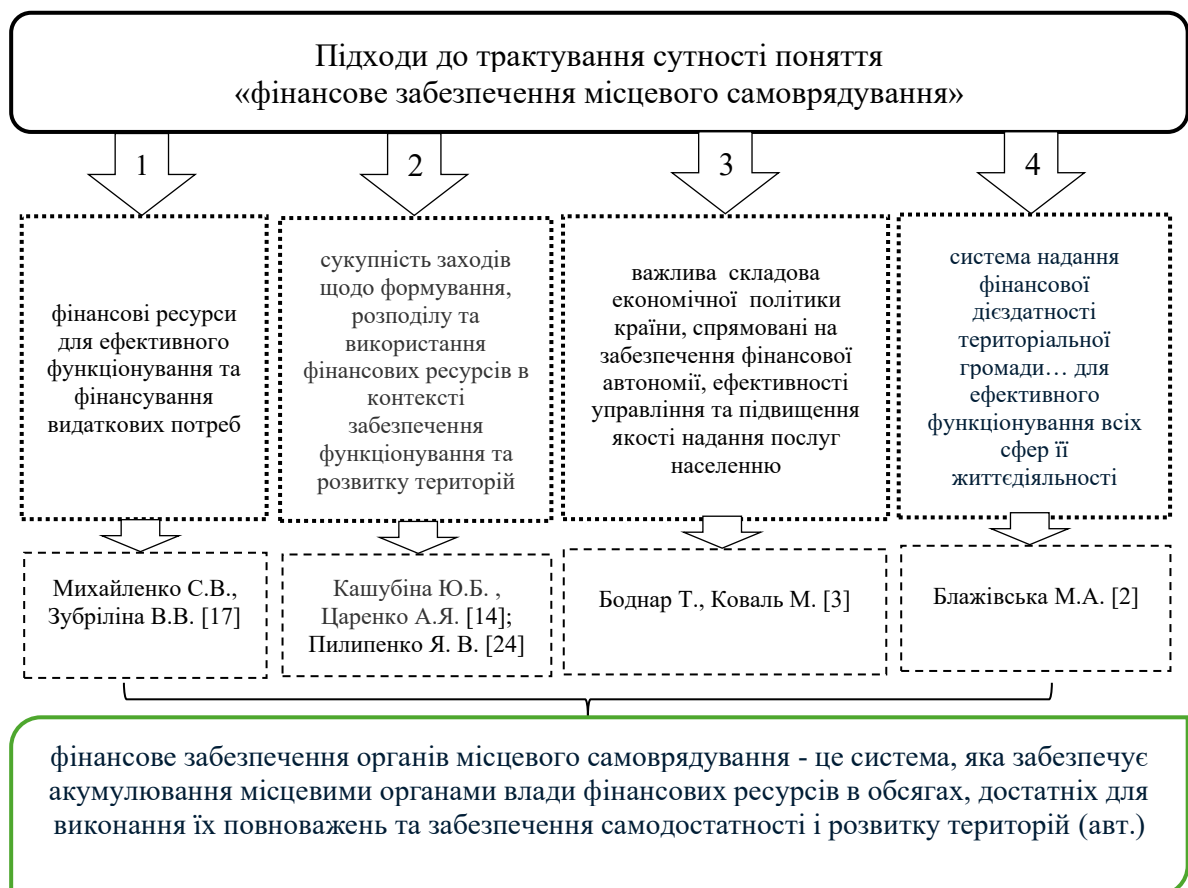 Підходи до трактування сутності поняття
«фінансове забезпечення місцевого самоврядування»
1
2
3
4
фінансові ресурси
для ефективного
функціонування та
фінансування
видаткових потреб
сукупність заходів
щодо формування,
розподілу та
використання
фінансових ресурсів в
контексті
забезпечення
функціонування та
розвитку територій
важлива складова
економічної політики
країни, спрямовані на
забезпечення фінансової
автономії, ефективності
управління та підвищення
якості надання послуг
населенню
система надання
фінансової
дієздатності
територіальної
громади… для
ефективного
функціонування всіх
сфер її
життєдіяльності
Михайленко С.В.,
Зубріліна В.В. [17]
Кашубіна Ю.Б. ,
Царенко А.Я. [14];
Пилипенко Я. В. [24]
Боднар Т., Коваль М. [3]
Блажівська М.А. [2]
фінансове забезпечення органів місцевого самоврядування - це система, яка забезпечує
акумулювання місцевими органами влади фінансових ресурсів в обсягах, достатніх для
виконання їх повноважень та забезпечення самодостатності і розвитку територій (авт.)